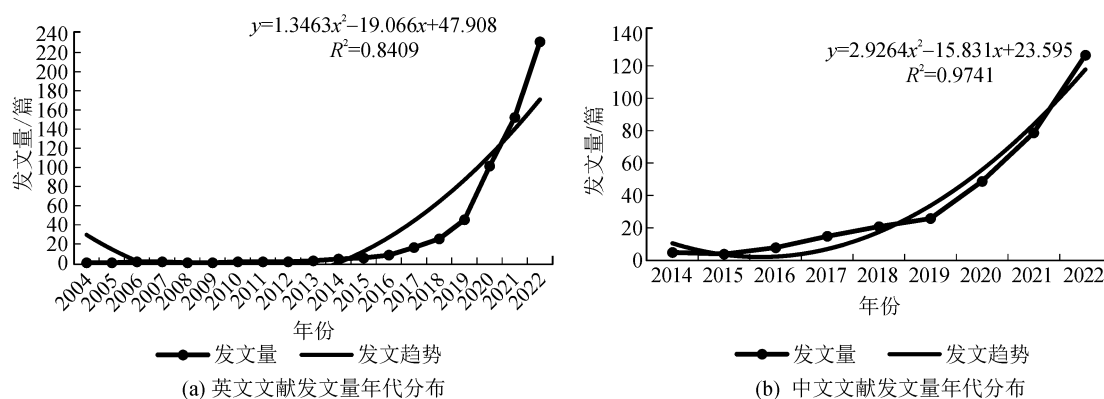 y=1.3463x²–19.066x+47.908
R²=0.8409
发文量/篇
240
220
200
180
160
140
120
100
80
60
40
20
0
2004 2005 2006 2007 2008 2009 2010 2011 2012 2013 2014 2015 2016 2017 2018 2019 2020 2021 2022
年份
发文量 发文趋势
(a) 英文文献发文量年代分布
y=2.9264x²–15.831x+23.595
R²=0.9741
发文量/篇
140
120
100
80
60
40
20
0
2014 2015 2016 2017 2018 2019 2020 2021 2022
年份
发文量 发文趋势
(b) 中文文献发文量年代分布